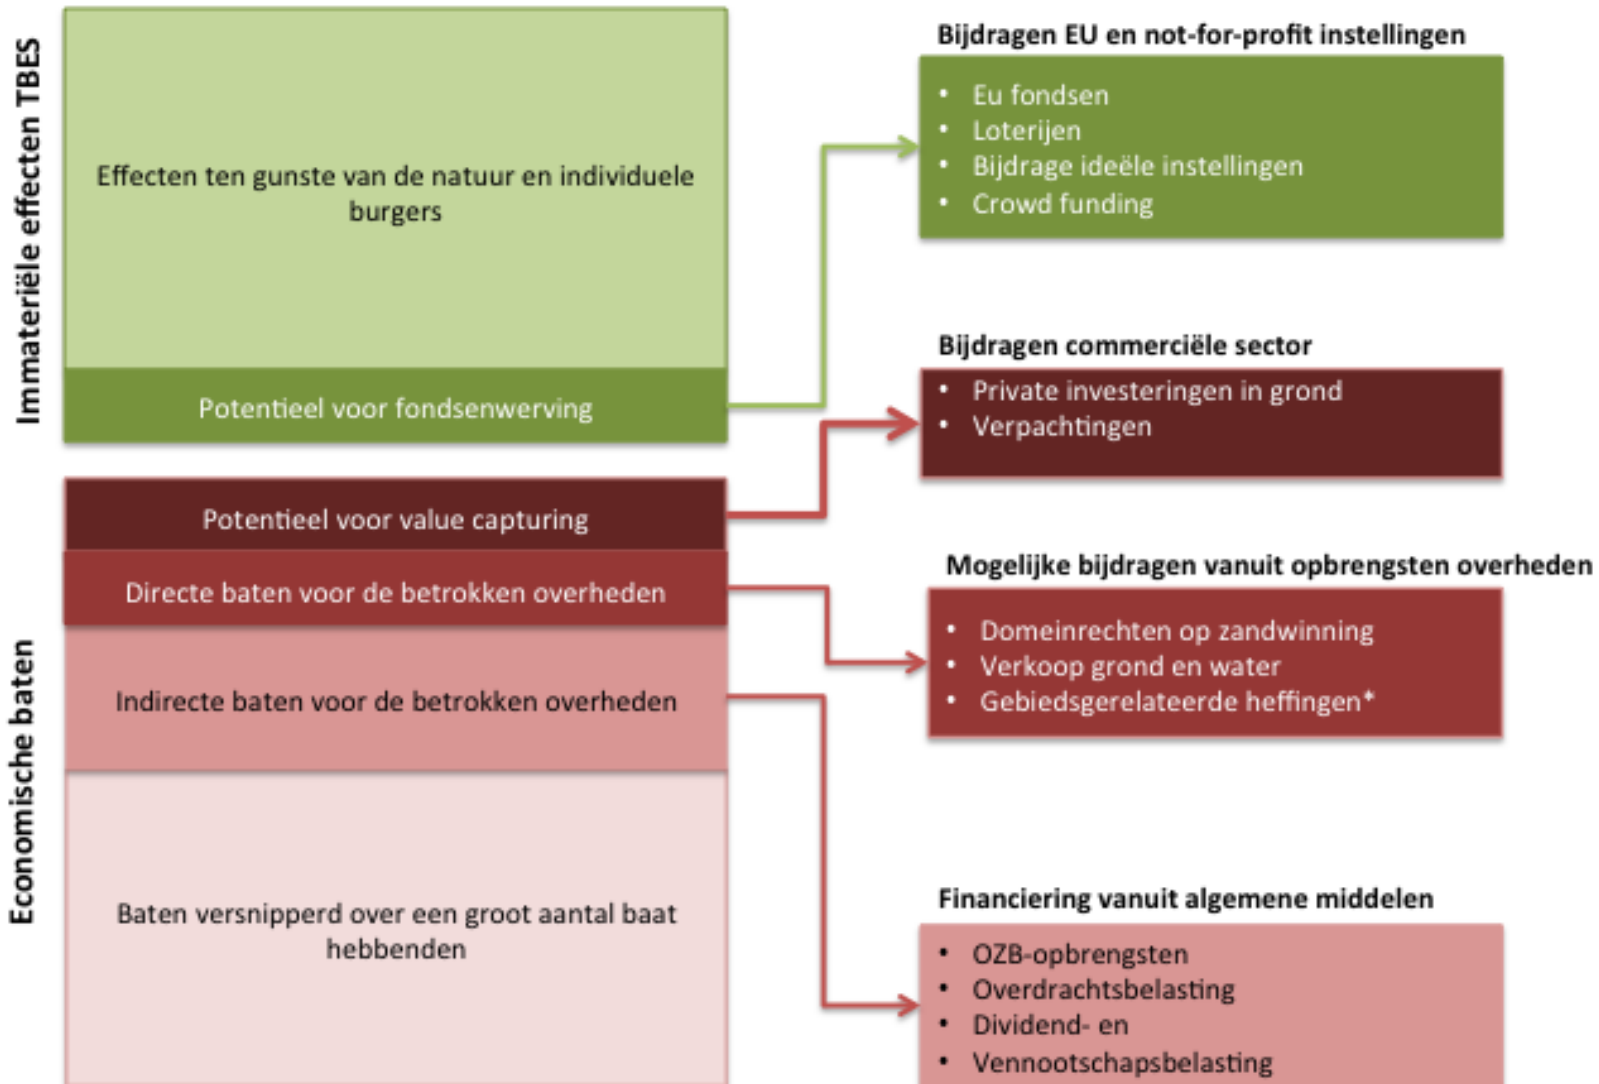 Immateriële effecten TBES
Effecten ten gunste van de natuur en individuele
burgers
Potentieel voor fondsenwerving
Economische baten
Potentieel voor value capturing
Directe baten voor de betrokken overheden
Indirecte baten voor de betrokken overheden
Baten versnipperd over een groot aantal baat
hebbenden
Bijdragen EU en not-for-profit instellingen
• Eu fondsen
• Loterijen
• Bijdrage ideële instellingen
• Crowd funding
Bijdragen commerciële sector
• Private investeringen in grond
• Verpachtingen
Mogelijke bijdragen vanuit opbrengsten overheden
• Domeinrechten op zandwinning
• Verkoop grond en water
• Gebiedsgerelateerde heffingen*
Financiering vanuit algemene middelen
• OZB-opbrengsten
• Overdrachtsbelasting
• Dividend- en
• Vennootschapsbelasting